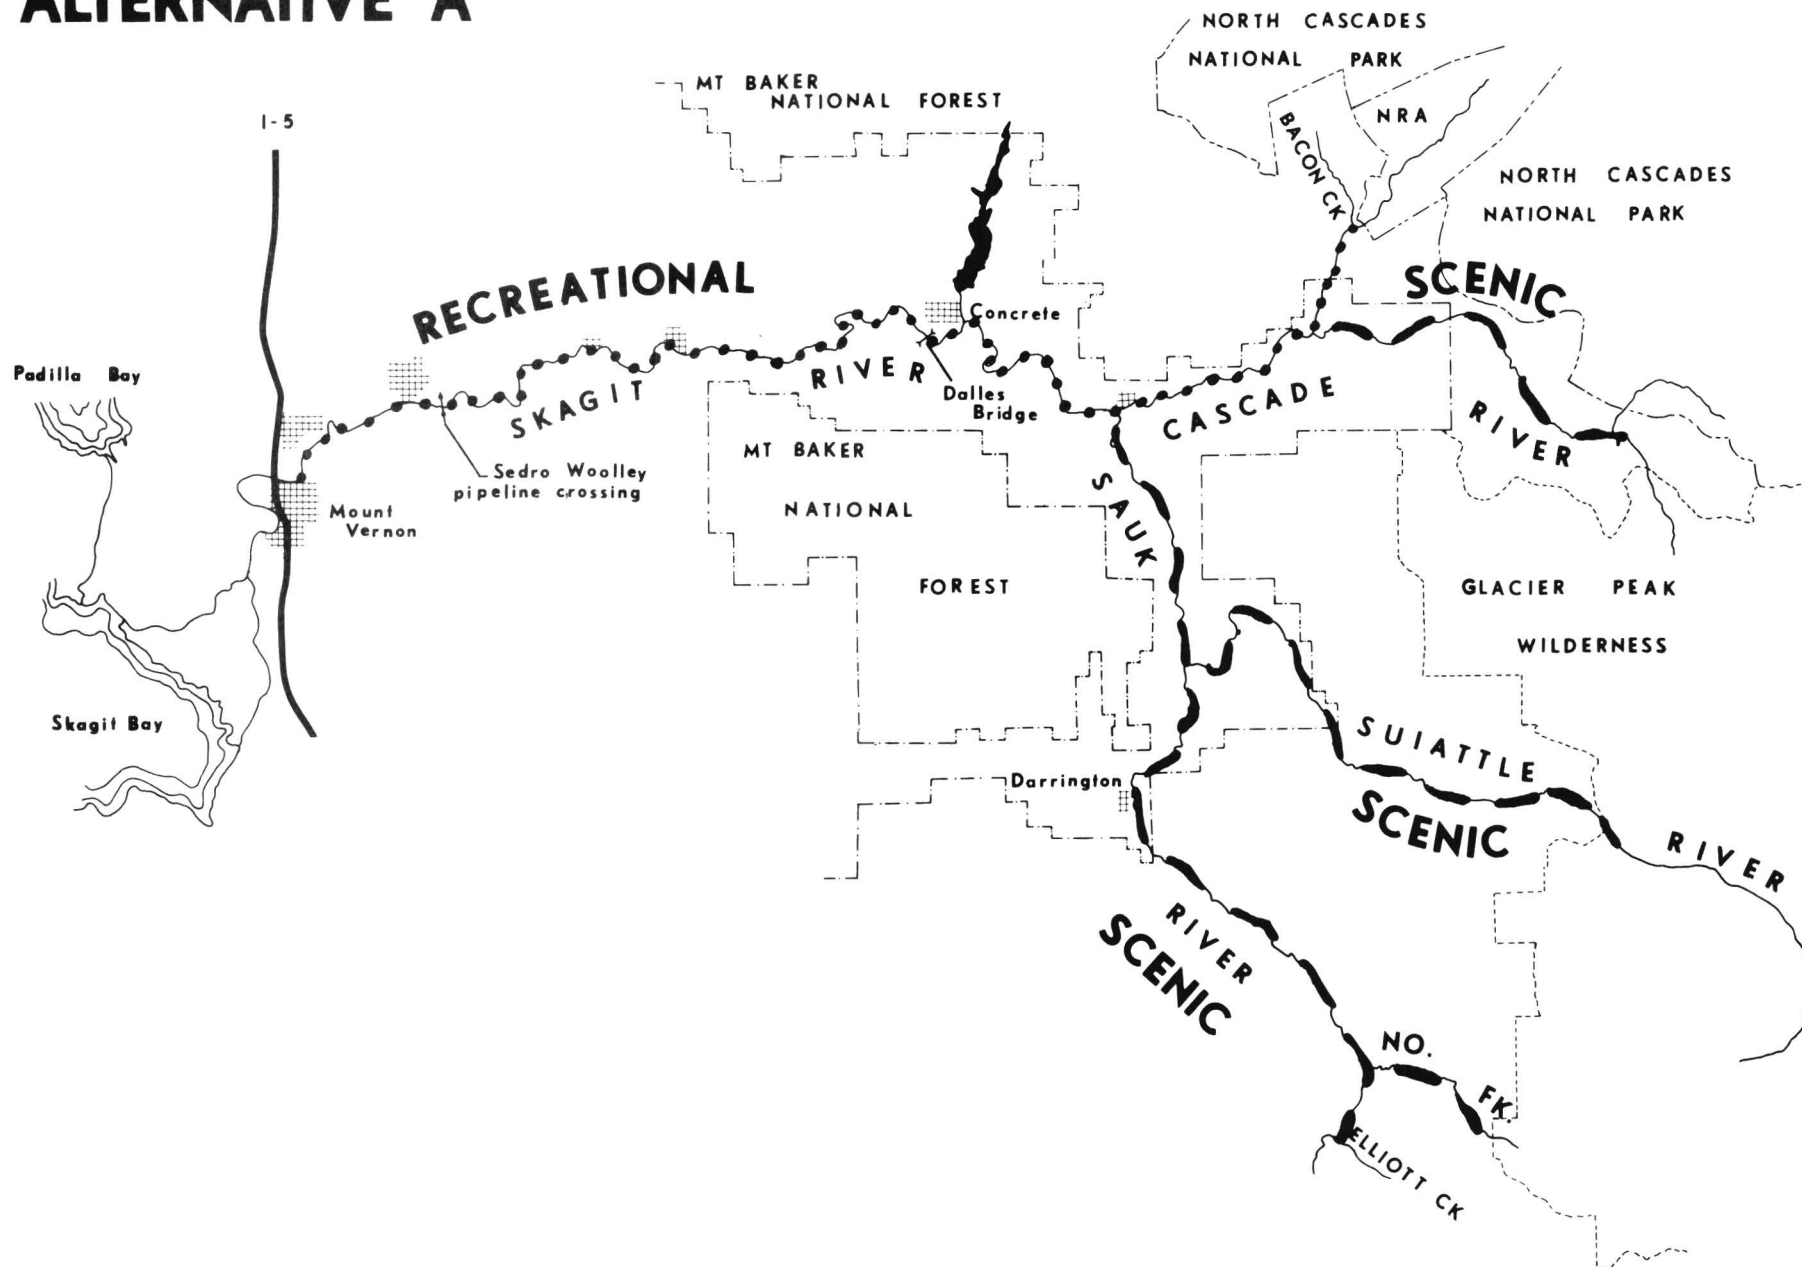 ALTERNATIVE "A"
NORTH CASCADES
NATIONAL PARK
MT BAKER
NATIONAL FOREST
NRA
I-5
BACON CK
NORTH CASCADES
NATIONAL PARK
RECREATIONAL
SCENIC
Concrete
Padilla Bay
SKAGIT
RIVER
Dalles
Bridge
CASCADE
RIVER
MT BAKER
NATIONAL
FOREST
Sedro Woolley
pipeline crossing
SAUK
Mount
Vernon
GLACIER PEAK
WILDERNESS
Skagit Bay
SUIATTLE
RIVER
SCENIC
Darrington
RIVER
SCENIC
NO.
FK.
ELLIOTT CK